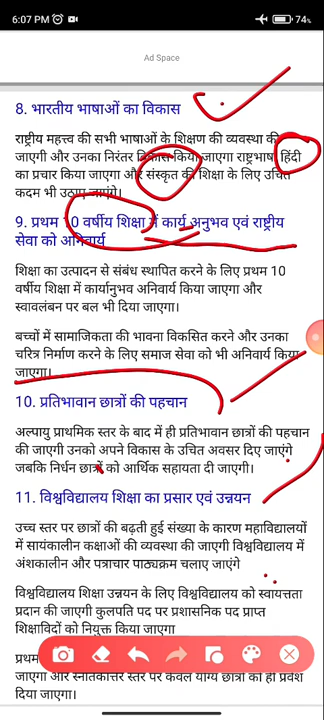 6:07 PM
74%
Ad Space
8. भारतीय भाषाओं का विकास
राष्ट्रीय महत्त्व की सभी भाषाओं के शिक्षण की व्यवस्था की
जाएगी और उनका निरंतर विकास किया जाएगा राष्ट्रभाषा हिंदी
का प्रचार किया जाएगा और संस्कृत की शिक्षा के लिए उचित
कदम भी उठाए जाएंगे।
9. प्रथम 10 वर्षीय शिक्षा में कार्य अनुभव एवं राष्ट्रीय
सेवा को अनिवार्य
शिक्षा का उत्पादन से संबंध स्थापित करने के लिए प्रथम 10
वर्षीय शिक्षा में कार्यानुभव अनिवार्य किया जाएगा और
स्वावलंबन पर बल भी दिया जाएगा।
बच्चों में सामाजिकता की भावना विकसित करने और उनका
चरित्र निर्माण करने के लिए समाज सेवा को भी अनिवार्य किया
जाएगा।
10. प्रतिभावान छात्रों की पहचान
अल्पायु प्राथमिक स्तर के बाद में ही प्रतिभावान छात्रों की पहचान
की जाएगी उनको अपने विकास के उचित अवसर दिए जाएंगे
जबकि निर्धन छात्रों को आर्थिक सहायता दी जाएगी।
11. विश्वविद्यालय शिक्षा का प्रसार एवं उन्नयन
उच्च स्तर पर छात्रों की बढ़ती हुई संख्या के कारण महाविद्यालयों
में सायंकालीन कक्षाओं की व्यवस्था की जाएगी विश्वविद्यालय में
अंशकालीन और पत्राचार पाठ्यक्रम चलाए जाएंगे
विश्वविद्यालय शिक्षा उन्नयन के लिए विश्वविद्यालय को स्वायत्तता
प्रदान की जाएगी कुलपति पद पर प्रशासनिक पद प्राप्त
शिक्षाविदों को नियुक्त किया जाएगा
प्रथम
जाएगा और स्नातकोत्तर स्तर पर केवल योग्य छात्रों को ही प्रवेश
दिया जाएगा।